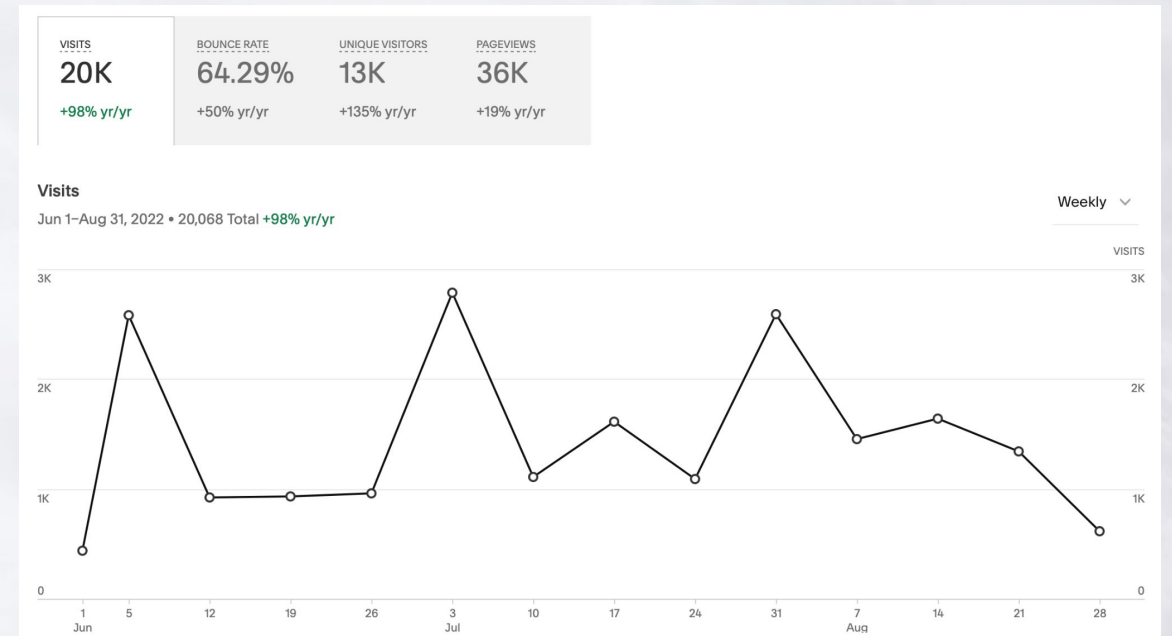 VISITS
20K
+98% yr/yr
BOUNCE RATE
64.29%
+50% yr/yr
UNIQUE VISITORS
13K
+135% yr/yr
PAGEVIEWS
36K
+19% yr/yr
Visits
Jun 1–Aug 31, 2022 • 20,068 Total +98% yr/yr
Weekly
VISITS
3K 3K
2K 2K
1K 1K
0 0
1 5 12 19 26 3 10 17 24 31 7 14 21 28
Jun Jul Aug